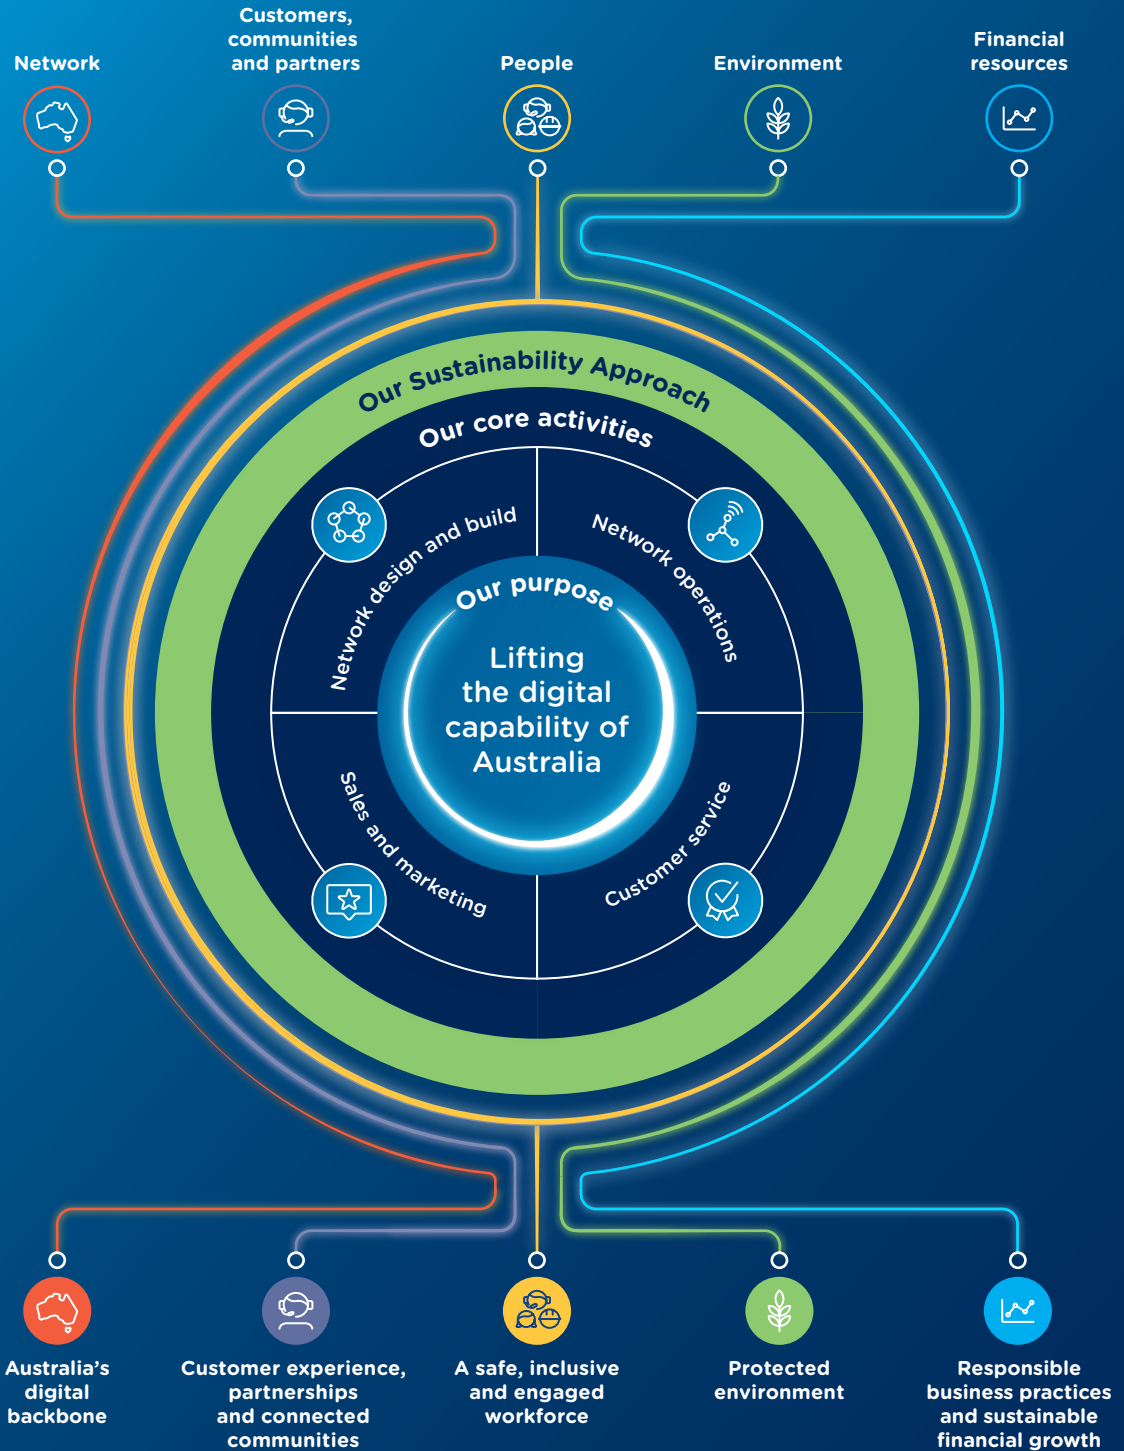 Network
Customers,
communities
and partners
People
Environment
Financial
resources
Our Sustainability Approach
Our core activities
Network design and build
Network operations
Our purpose
Lifting
the digital
capability of
Australia
Sales and marketing
Customer service
Australia's
digital
backbone
Customer experience,
partnerships
and connected
communities
A safe, inclusive
and engaged
workforce
Protected
environment
Responsible
business practices
and sustainable
financial growth